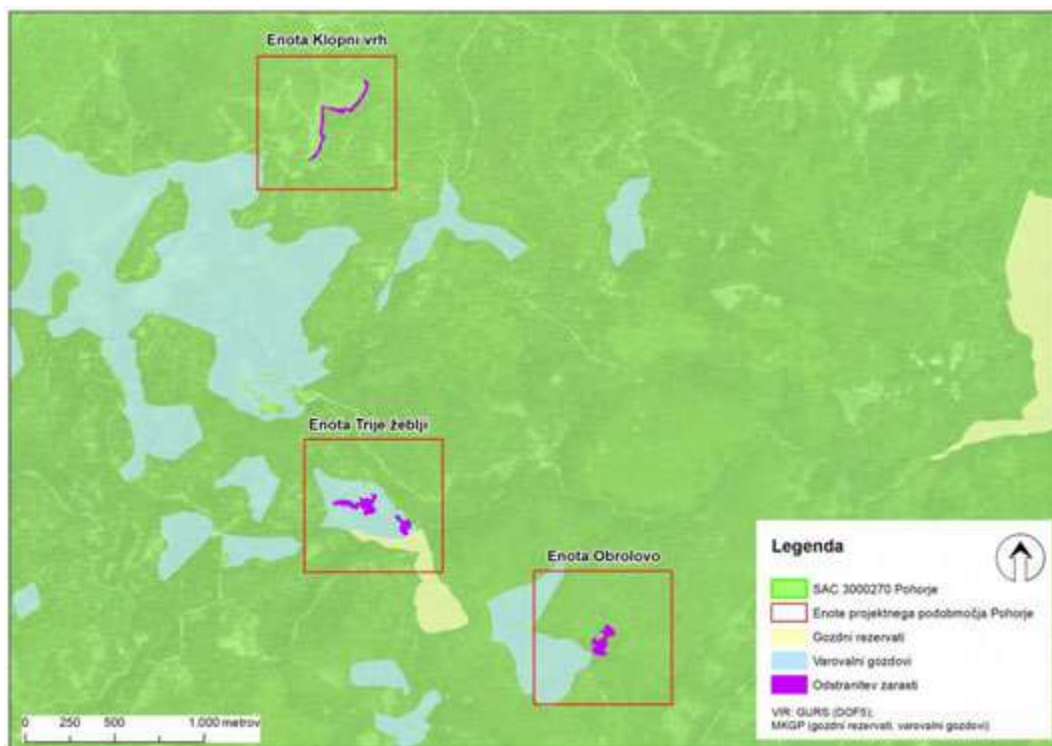 Enota Klopni vrh
Enota Trije žeblji
Enota Obrolovo
Legenda
SAC 3000270 Pohorje
Enote projektnega podobmočja Pohorje
Gozdni rezervati
Varovalni gozdovi
Odstranitev zarasti
VIR: GURS (DOF5);
MKGP (gozdni rezervati, varovalni gozdovi)
0 250 500 1.000 metrov